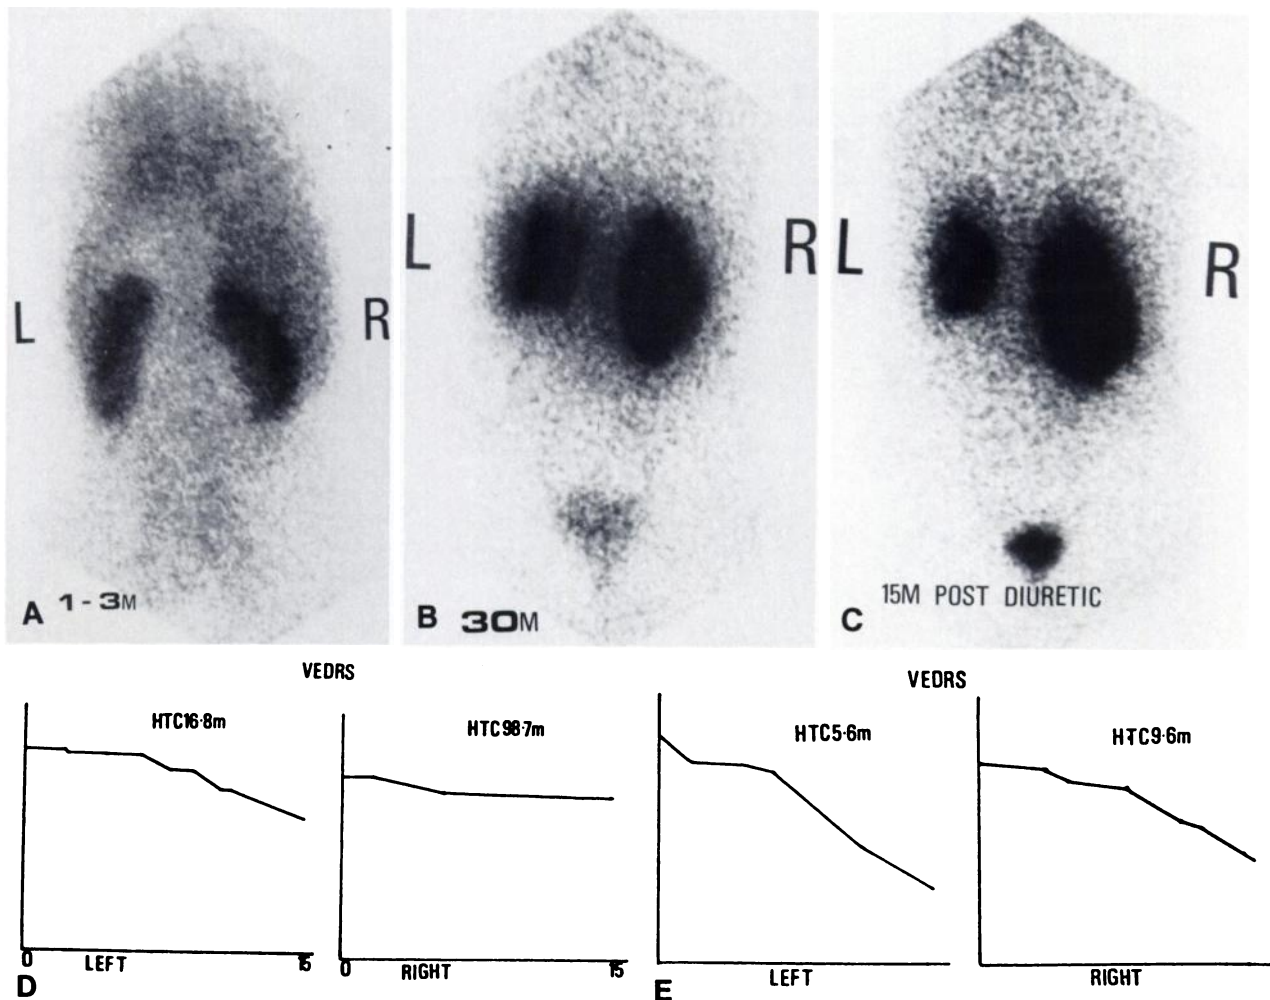 L R
A 1-3M
L R
B 30M
L R
C 15M POST DIURETIC
VEDRS
HTC16·8m
HTC98·7m
0 LEFT 15
0 RIGHT 15
D
VEDRS
HTC5·6m
HTC9·6m
LEFT
RIGHT
E